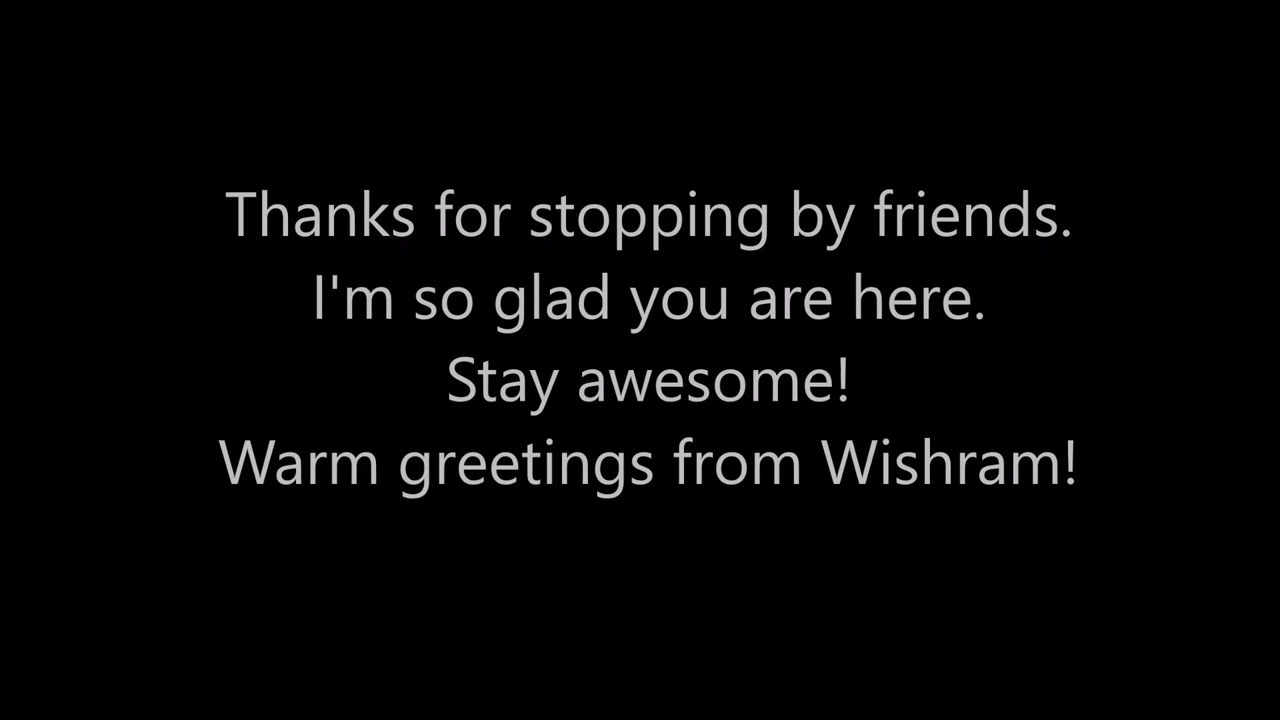 Thanks for stopping by friends.
I'm so glad you are here.
Stay awesome!
Warm greetings from Wishram!